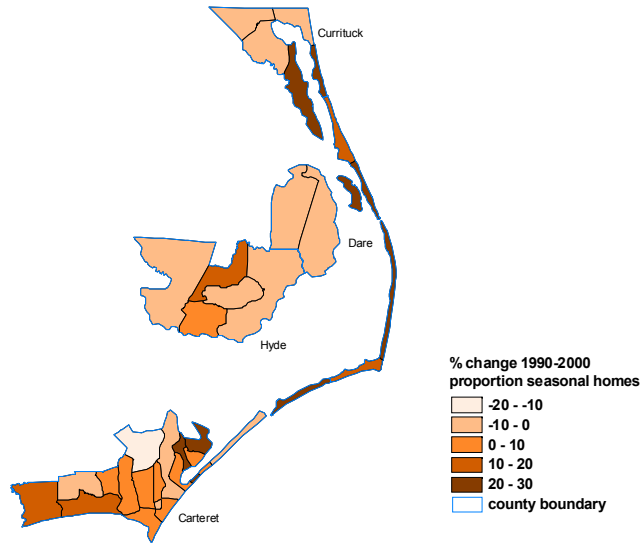 Currituck
Dare
Hyde
% change 1990-2000
proportion seasonal homes
-20 - -10
-10 - 0
0 - 10
10 - 20
20 - 30
county boundary
Carteret